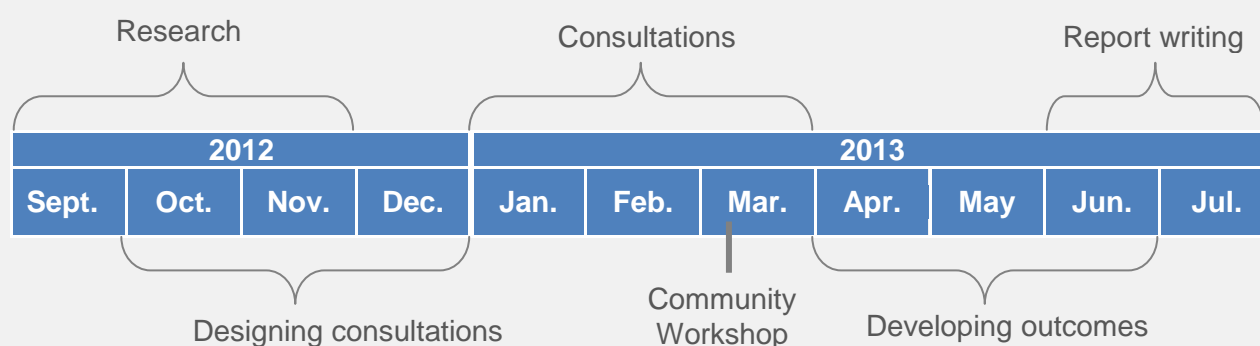 Research
Consultations
Report writing
2012
2013
Sept.
Oct.
Nov.
Dec.
Jan.
Feb.
Mar.
Apr.
May
Jun.
Jul.
Designing consultations
Community
Workshop
Developing outcomes